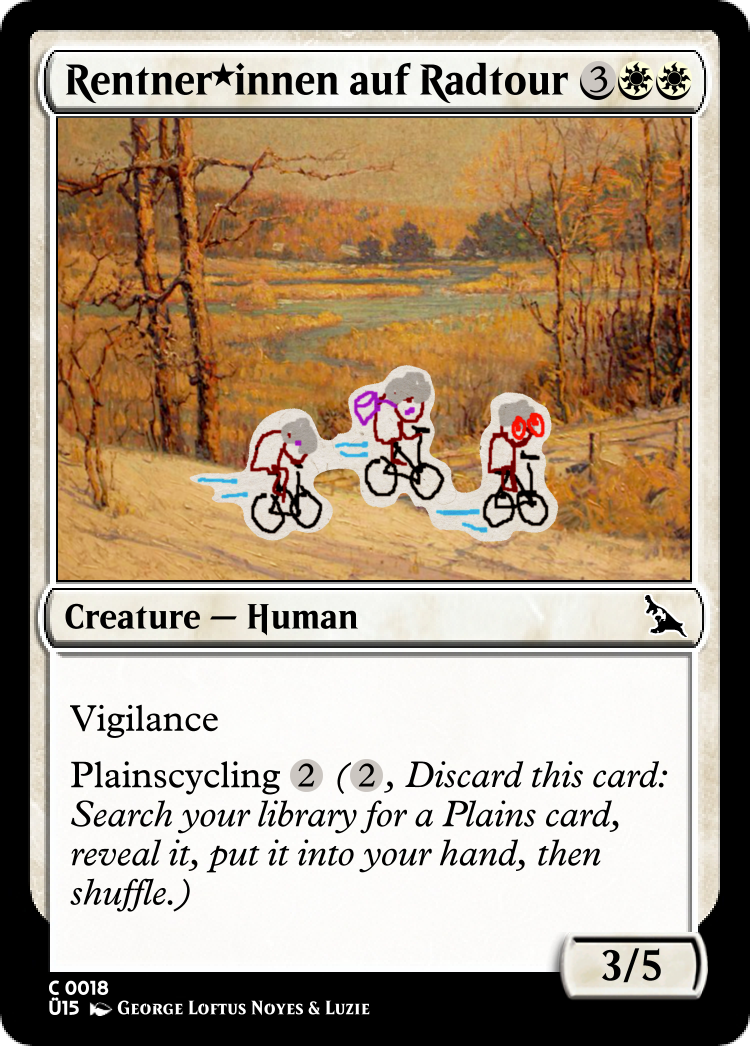 Rentner★innen auf Radtour 3
Creature — Human
Vigilance
Plainscycling 2 (2, Discard this card:
Search your library for a Plains card,
reveal it, put it into your hand, then
shuffle.)
3/5
C 0018
Ü15 George Loftus Noyes & Luzie